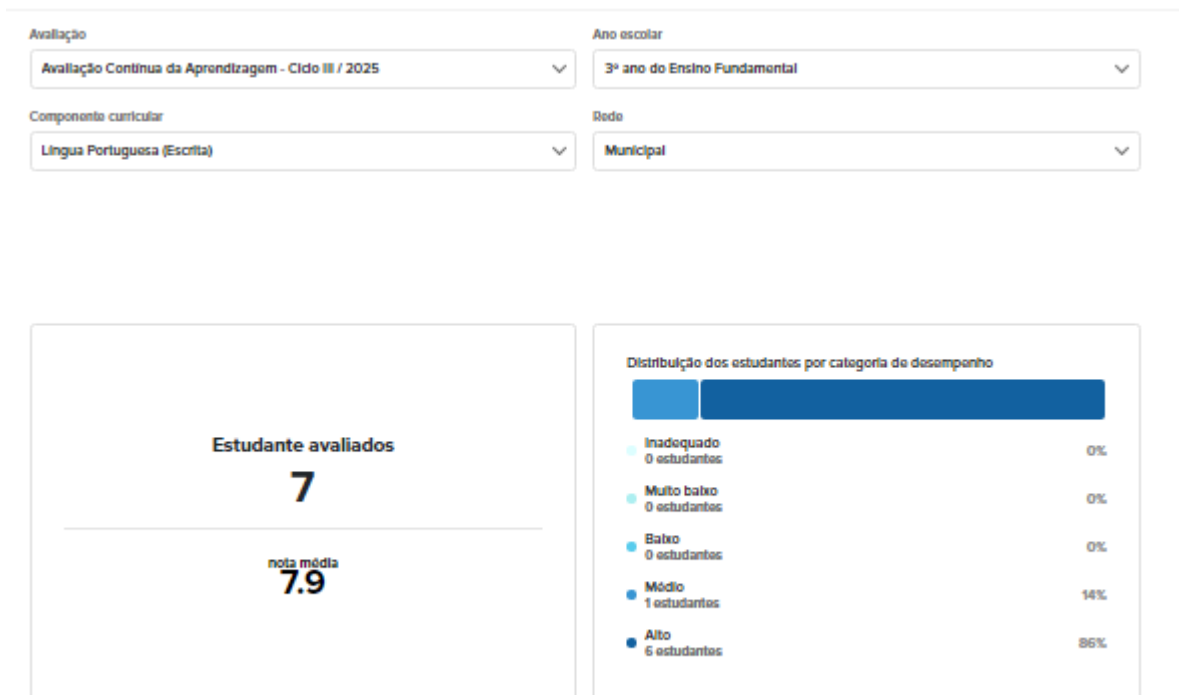 Avaliação
Ano escolar
Avaliação Contínua da Aprendizagem - Ciclo III / 2025
3º ano do Ensino Fundamental
Componente curricular
Rede
Língua Portuguesa (Escrita)
Municipal
Estudante avaliados
7
nota média
7.9
Distribuição dos estudantes por categoria de desempenho
Inadequado
0 estudantes
0%
Muito baixo
0 estudantes
0%
Baixo
0 estudantes
0%
Médio
1 estudantes
14%
Alto
6 estudantes
86%